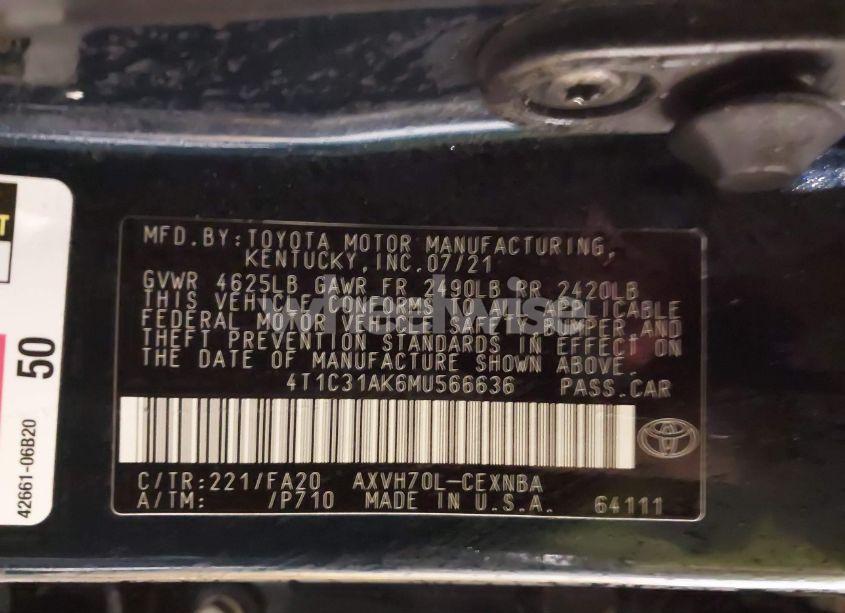 MFD.BY:TOYOTA MOTOR MANUFACTURING,
KENTUCKY,INC.07/21
GVWR 4625LB GAWR FR 2490LB RR 2420LB
THIS VEHICLE CONFORMS TO ALL APPLICABLE
FEDERAL MOTOR VEHICLE SAFETY BUMPER AND
THEFT PREVENTION STANDARDS IN EFFECT ON
THE DATE OF MANUFACTURE SHOWN ABOVE.
4T1C31AK6MU566636 PASS.CAR
C/TR:221/FA20 AXVH70L-CEXNBA
A/TM: /P710 MADE IN U.S.A. 64111
50
42661-06B20